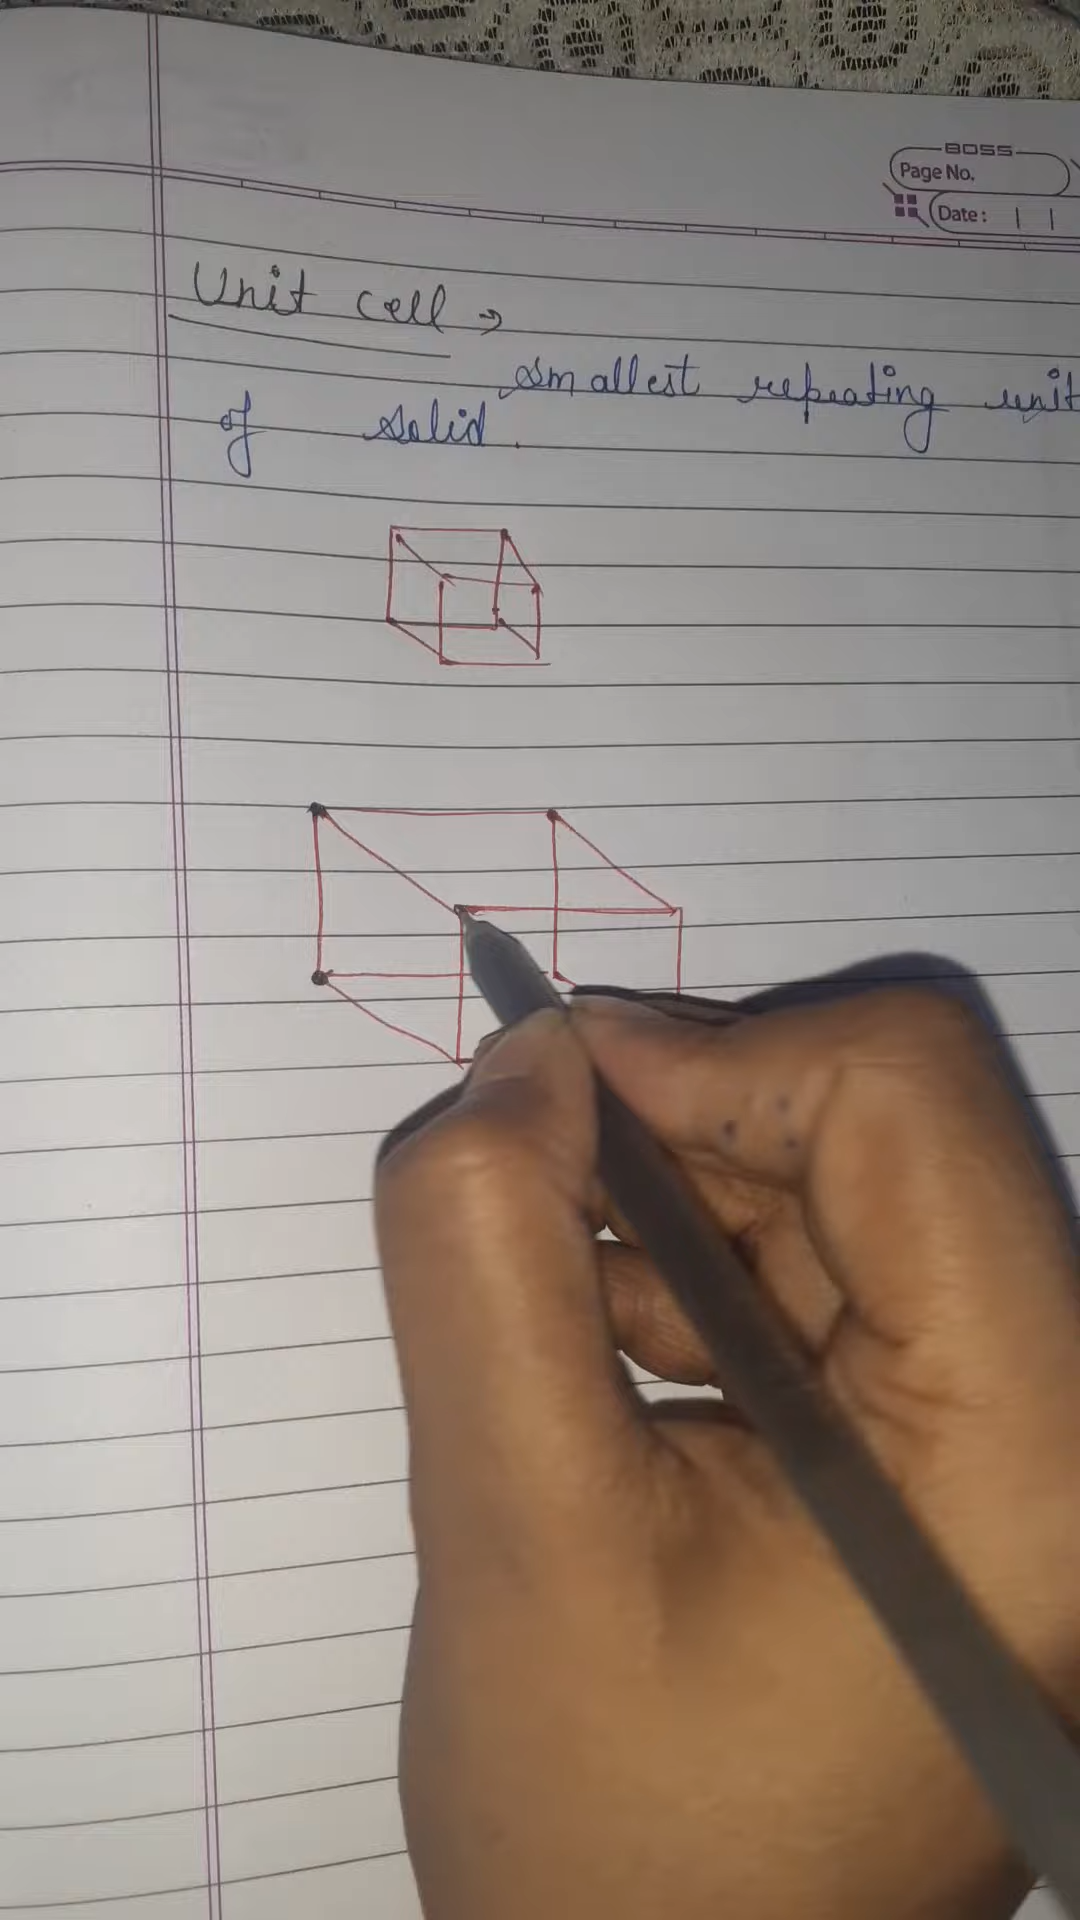 BOSS
Page No.
Date:
Unit cell →
smallest repeating unit
of solid.